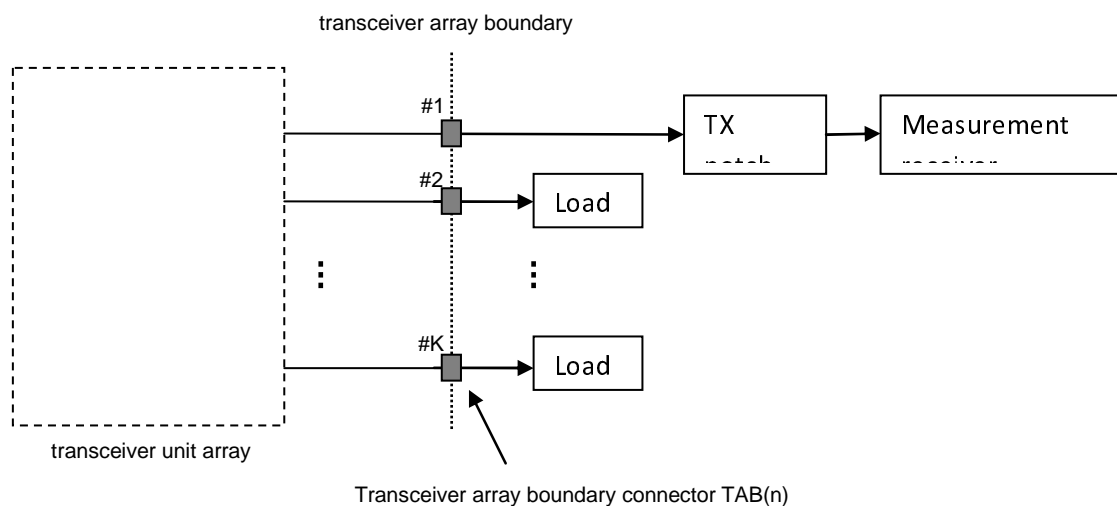 transceiver array boundary
#1
TX
Measurement
#2
Load
#K
Load
transceiver unit array
Transceiver array boundary connector TAB(n)